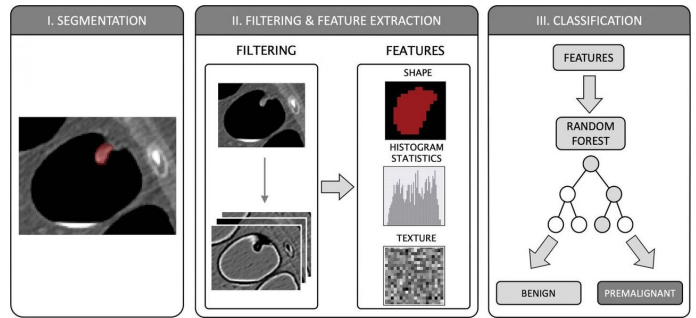 I. SEGMENTATION
II. FILTERING & FEATURE EXTRACTION
FILTERING
FEATURES
SHAPE
HISTOGRAM
STATISTICS
TEXTURE
III. CLASSIFICATION
FEATURES
RANDOM
FOREST
BENIGN
PREMALIGNANT